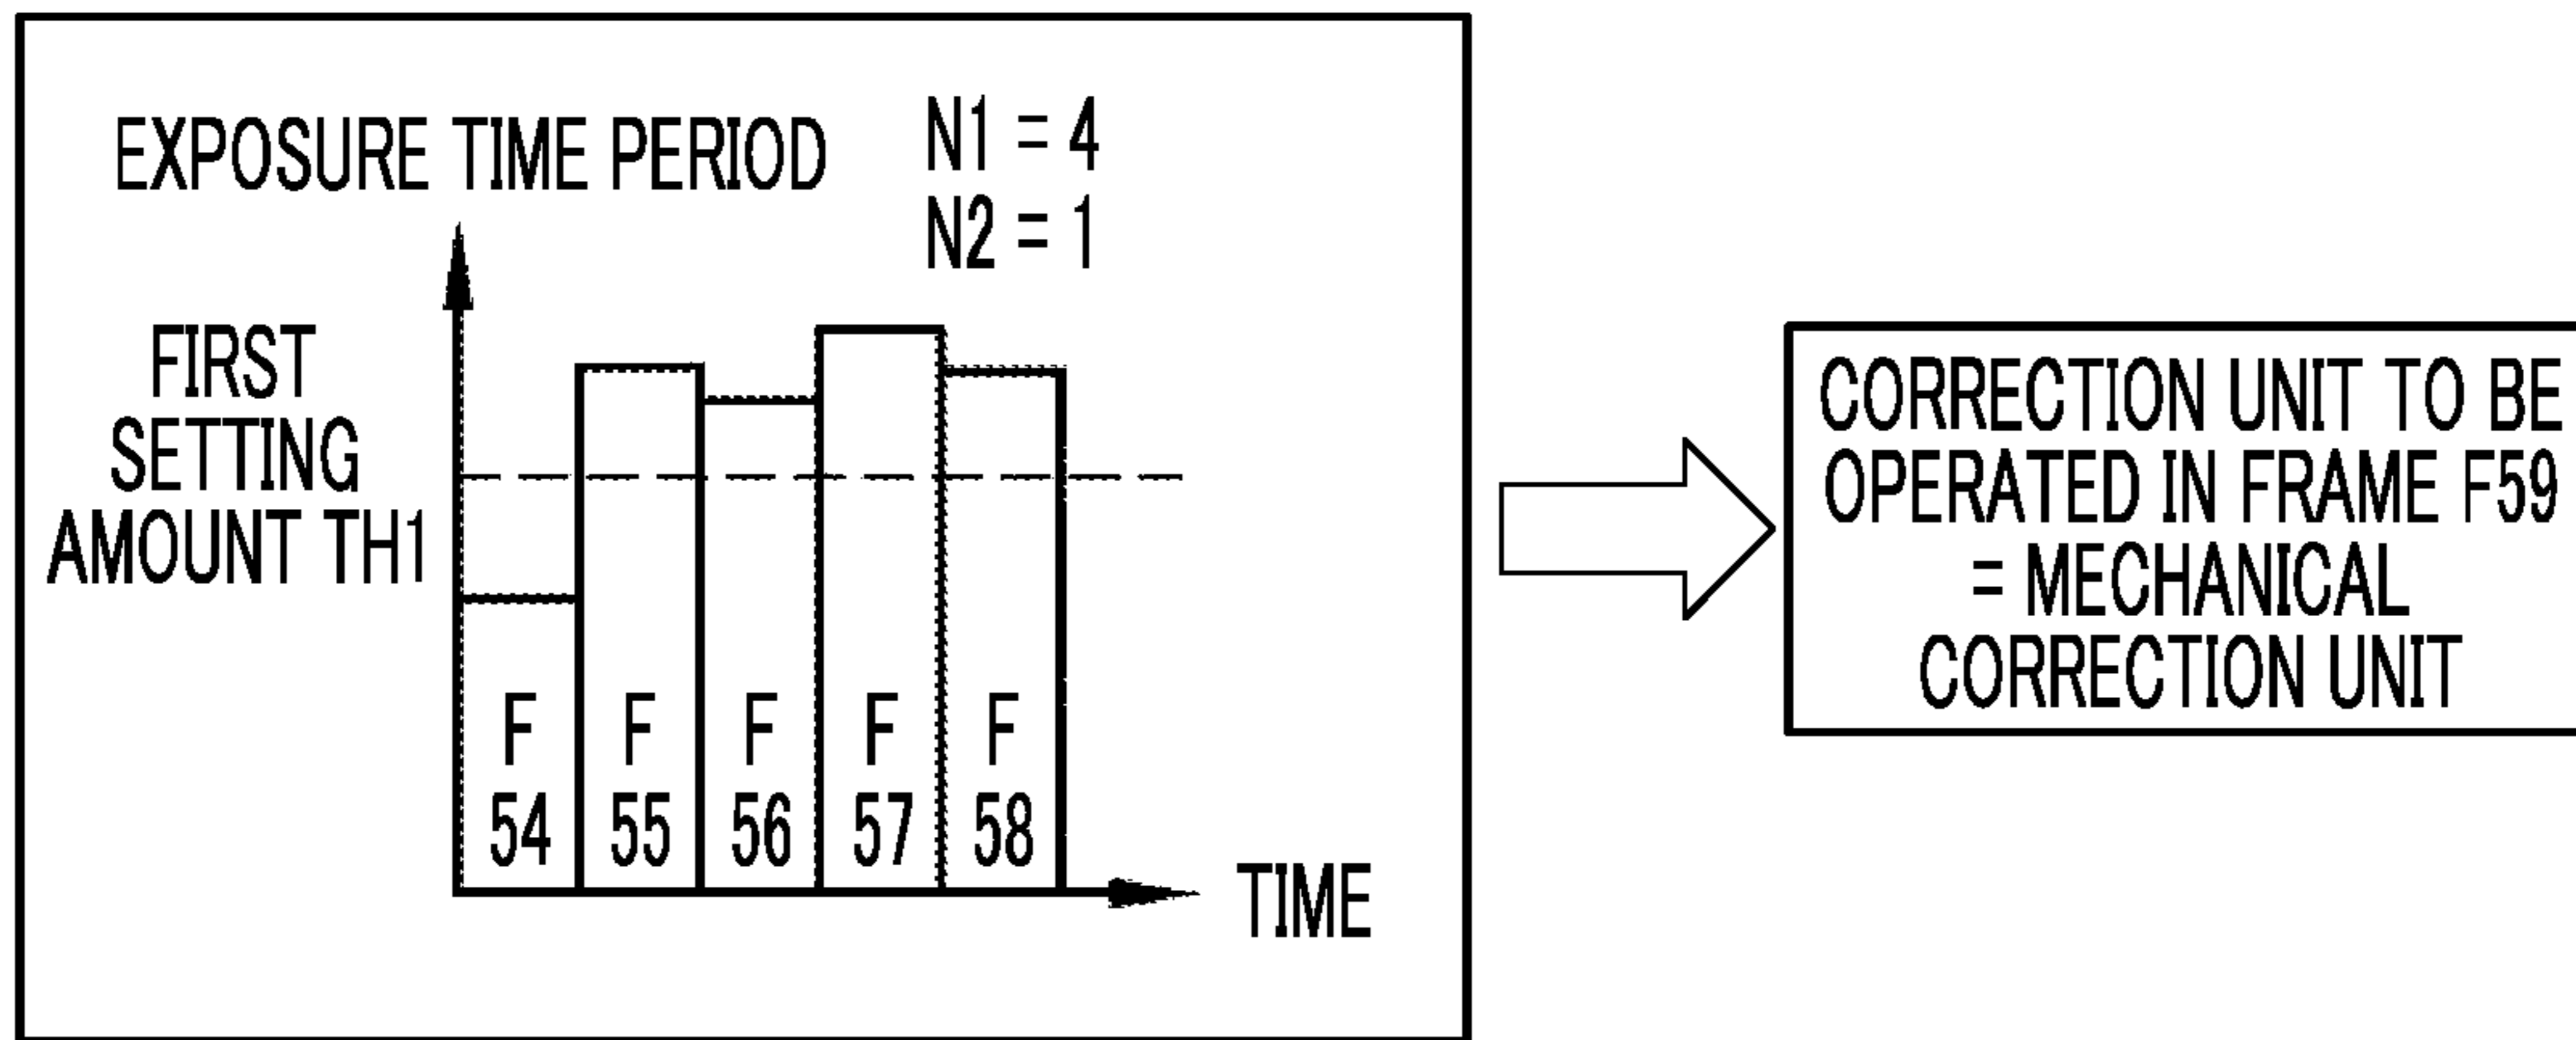 EXPOSURE TIME PERIOD
N1 = 4
N2 = 1
FIRST
SETTING
AMOUNT TH1
F F F F F
54 55 56 57 58
TIME
CORRECTION UNIT TO BE
OPERATED IN FRAME F59
= MECHANICAL
CORRECTION UNIT